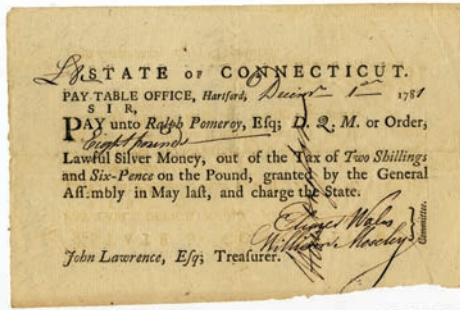 L8 STATE OF CONNECTICUT.
PAY TABLE OFFICE, Hartford, Decemr 1st 1781
SIR,
PAY unto Ralph Pomeroy, Esq; D. Q. M. or Order,
Eight pounds
Lawful Silver Money, out of the Tax of Two Shillings
and Six-Pence on the Pound, granted by the General
Aſſembly in May laſt, and charge the State.
Eleazer Wales
William Moseley
Committee.
John Lawrence, Eſq; Treaſurer.